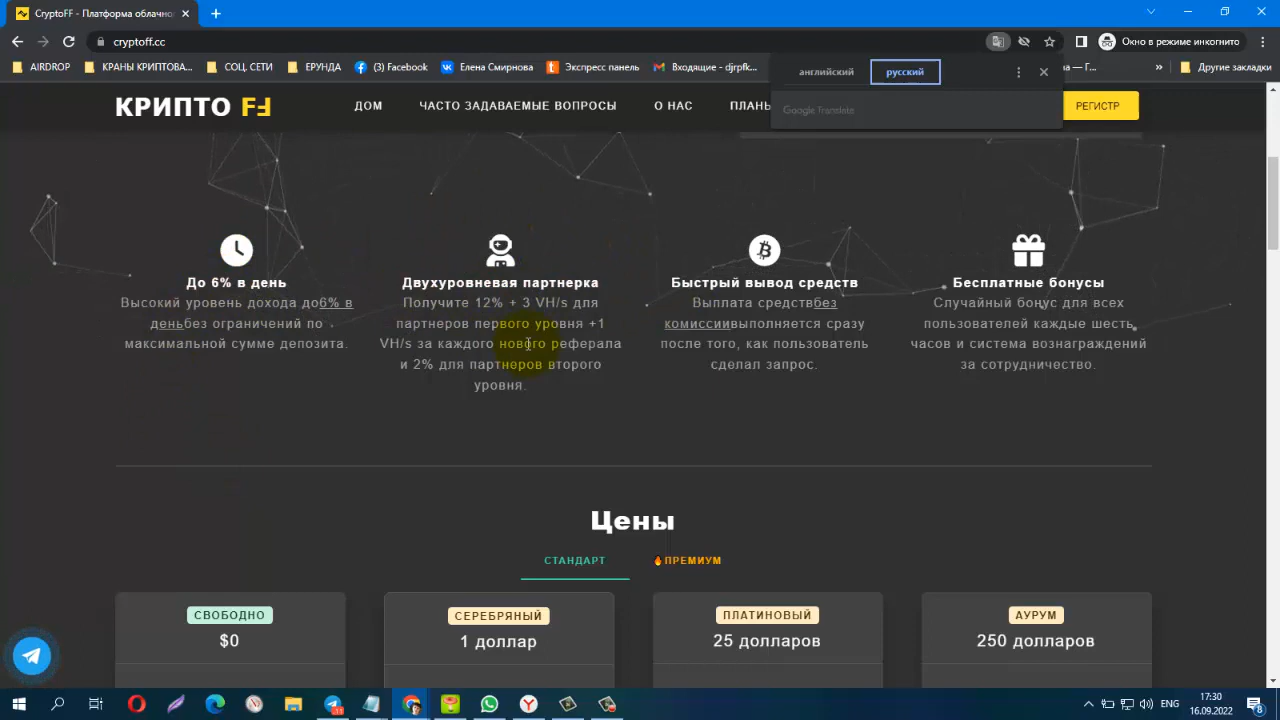 CryptoFF - Платформа облачно
cryptoff.cc
Окно в режиме инкогнито
AIRDROP
КРАНЫ КРИПТОВА...
СОЦ. СЕТИ
ЕРУНДА
(3) Facebook
Елена Смирнова
Экспресс панель
Входящие - djrpfk...
на — Г...
»
Другие закладки
английский
русский
Google Translate
КРИПТО FF
ДОМ
ЧАСТО ЗАДАВАЕМЫЕ ВОПРОСЫ
О НАС
ПЛАНЫ
РЕГИСТР
До 6% в день
Высокий уровень дохода до6% в
деньбез ограничений по
максимальной сумме депозита.
Двухуровневая партнерка
Получите 12% + 3 VH/s для
партнеров первого уровня +1
VH/s за каждого нового реферала
и 2% для партнеров второго
уровня.
Быстрый вывод средств
Выплата средствбез
комиссиивыполняется сразу
после того, как пользователь
сделал запрос.
Бесплатные бонусы
Случайный бонус для всех
пользователей каждые шесть
часов и система вознаграждений
за сотрудничество.
Цены
СТАНДАРТ
ПРЕМИУМ
СВОБОДНО
$0
СЕРЕБРЯНЫЙ
1 доллар
ПЛАТИНОВЫЙ
25 долларов
АУРУМ
250 долларов
ENG
17:30
16.09.2022
8